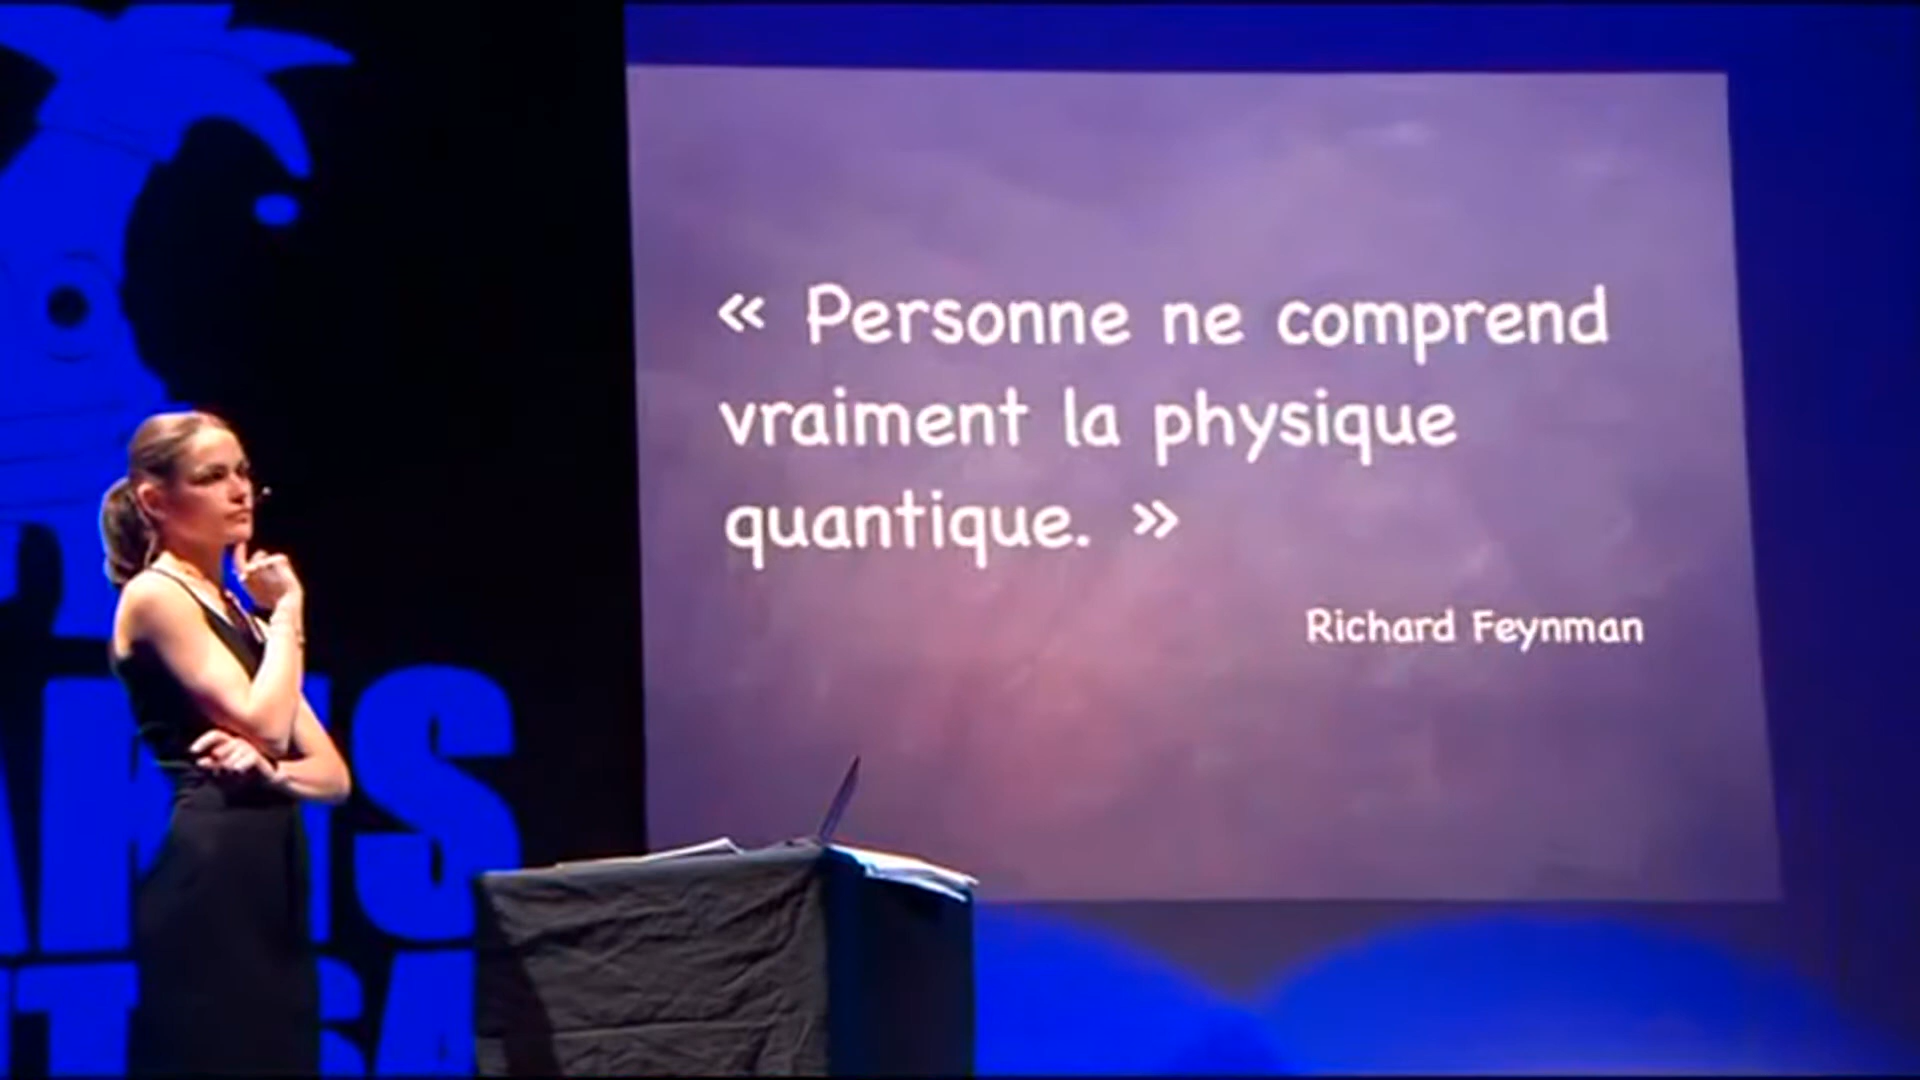 « Personne ne comprend
vraiment la physique
quantique. »
Richard Feynman